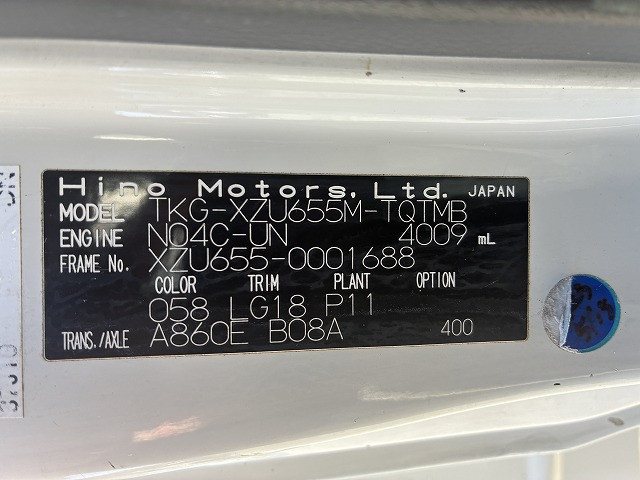 Hino Motors, Ltd. JAPAN
MODEL TKG-XZU655M-TQTMB
ENGINE N04C-UN 4009 mL
FRAME No. XZU655-0001688
COLOR TRIM PLANT OPTION
058 LG18 P11
TRANS./AXLE A860E B08A 400